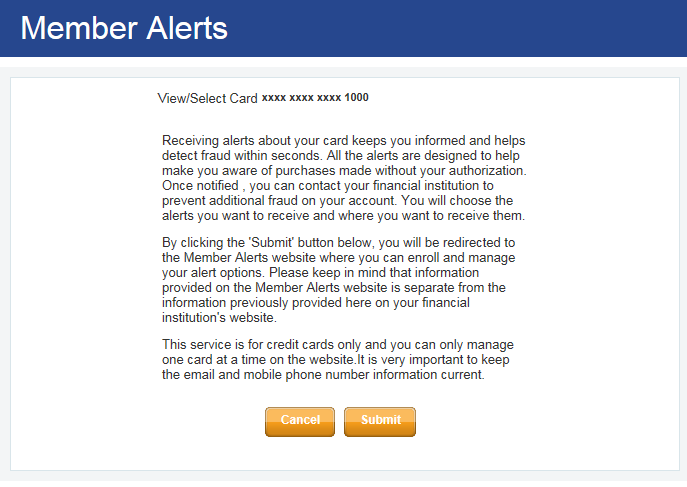 Member Alerts
View/Select Card xxxx xxxx xxxx 1000
Receiving alerts about your card keeps you informed and helps
detect fraud within seconds. All the alerts are designed to help
make you aware of purchases made without your authorization.
Once notified , you can contact your financial institution to
prevent additional fraud on your account. You will choose the
alerts you want to receive and where you want to receive them.
By clicking the 'Submit' button below, you will be redirected to
the Member Alerts website where you can enroll and manage
your alert options. Please keep in mind that information
provided on the Member Alerts website is separate from the
information previously provided here on your financial
institution's website.
This service is for credit cards only and you can only manage
one card at a time on the website.It is very important to keep
the email and mobile phone number information current.
Cancel Submit